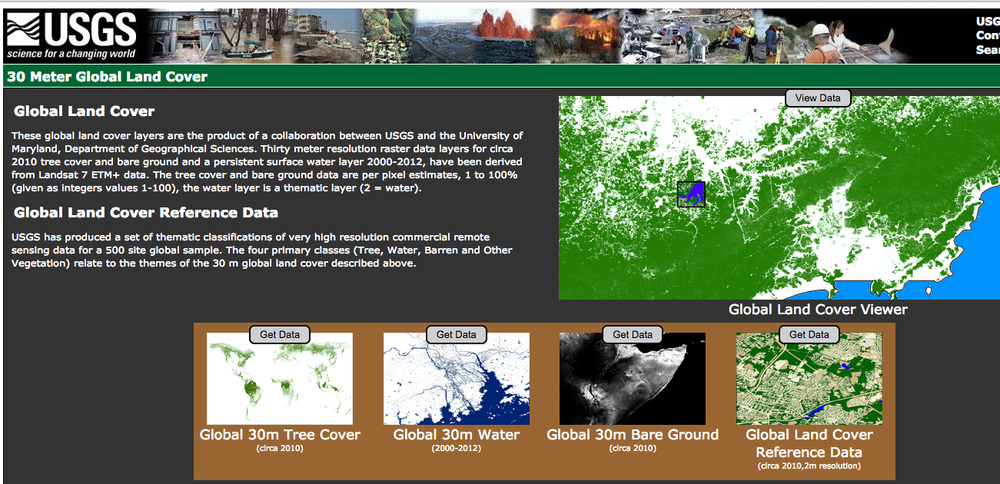 USGS
science for a changing world
30 Meter Global Land Cover
Global Land Cover
These global land cover layers are the product of a collaboration between USGS and the University of
Maryland, Department of Geographical Sciences. Thirty meter resolution raster data layers for circa
2010 tree cover and bare ground and a persistent surface water layer 2000-2012, have been derived
from Landsat 7 ETM+ data. The tree cover and bare ground data are per pixel estimates, 1 to 100%
(given as integers values 1-100), the water layer is a thematic layer (2 = water).
Global Land Cover Reference Data
USGS has produced a set of thematic classifications of very high resolution commercial remote
sensing data for a 500 site global sample. The four primary classes (Tree, Water, Barren and Other
Vegetation) relate to the themes of the 30 m global land cover described above.
View Data
Global Land Cover Viewer
Get Data
Global 30m Tree Cover
(circa 2010)
Get Data
Global 30m Water
(2000-2012)
Get Data
Global 30m Bare Ground
(circa 2010)
Get Data
Global Land Cover
Reference Data
(circa 2010,2m resolution)